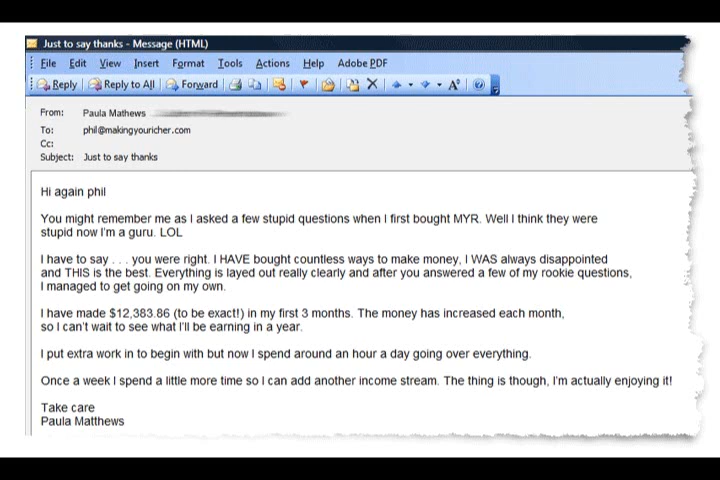 Just to say thanks - Message (HTML)
File Edit View Insert Format Tools Actions Help Adobe PDF
Reply Reply to All Forward
From: Paula Mathews
To: phil@makingyouricher.com
Cc:
Subject: Just to say thanks
Hi again phil
You might remember me as I asked a few stupid questions when I first bought MYR. Well I think they were
stupid now I'm a guru. LOL
I have to say . . . you were right. I HAVE bought countless ways to make money, I WAS always disappointed
and THIS is the best. Everything is layed out really clearly and after you answered a few of my rookie questions,
I managed to get going on my own.
I have made $12,383.86 (to be exact!) in my first 3 months. The money has increased each month,
so I can't wait to see what I'll be earning in a year.
I put extra work in to begin with but now I spend around an hour a day going over everything.
Once a week I spend a little more time so I can add another income stream. The thing is though, I'm actually enjoying it!
Take care
Paula Matthews